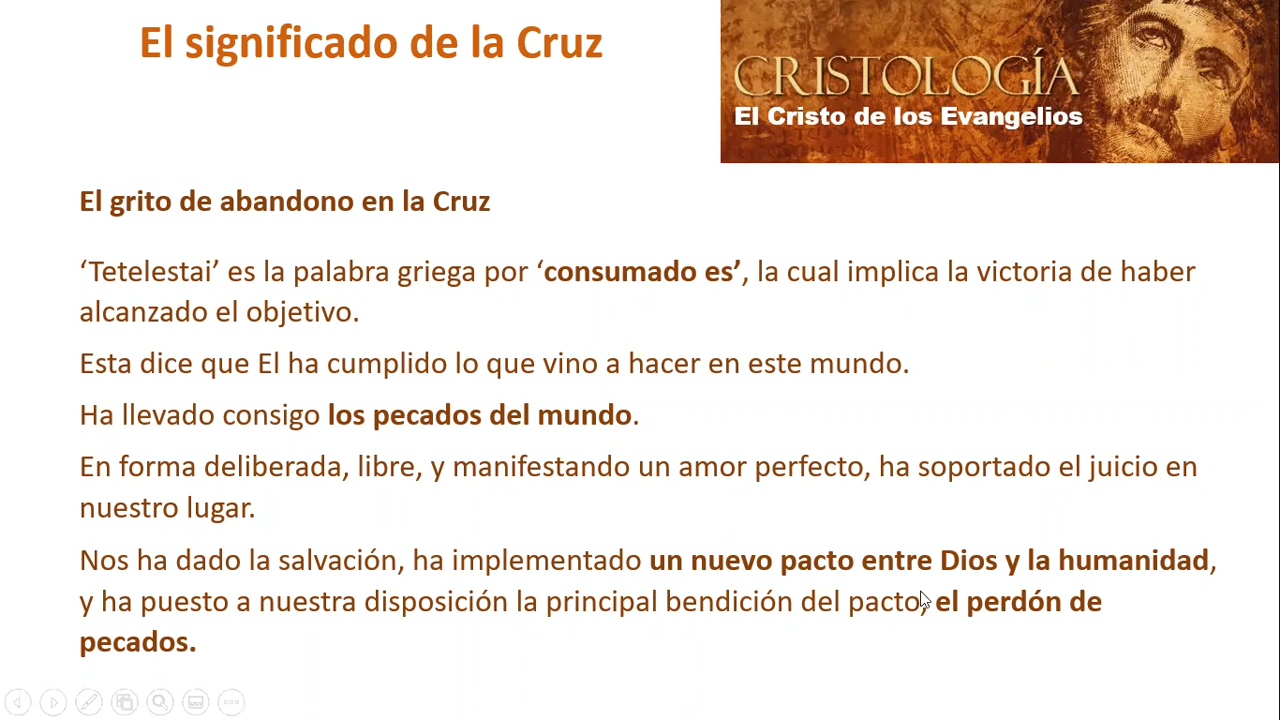 El significado de la Cruz
CRISTOLOGÍA
El Cristo de los Evangelios
El grito de abandono en la Cruz
‘Tetelestai’ es la palabra griega por ‘consumado es’, la cual implica la victoria de haber
alcanzado el objetivo.
Esta dice que El ha cumplido lo que vino a hacer en este mundo.
Ha llevado consigo los pecados del mundo.
En forma deliberada, libre, y manifestando un amor perfecto, ha soportado el juicio en
nuestro lugar.
Nos ha dado la salvación, ha implementado un nuevo pacto entre Dios y la humanidad,
y ha puesto a nuestra disposición la principal bendición del pacto, el perdón de
pecados.